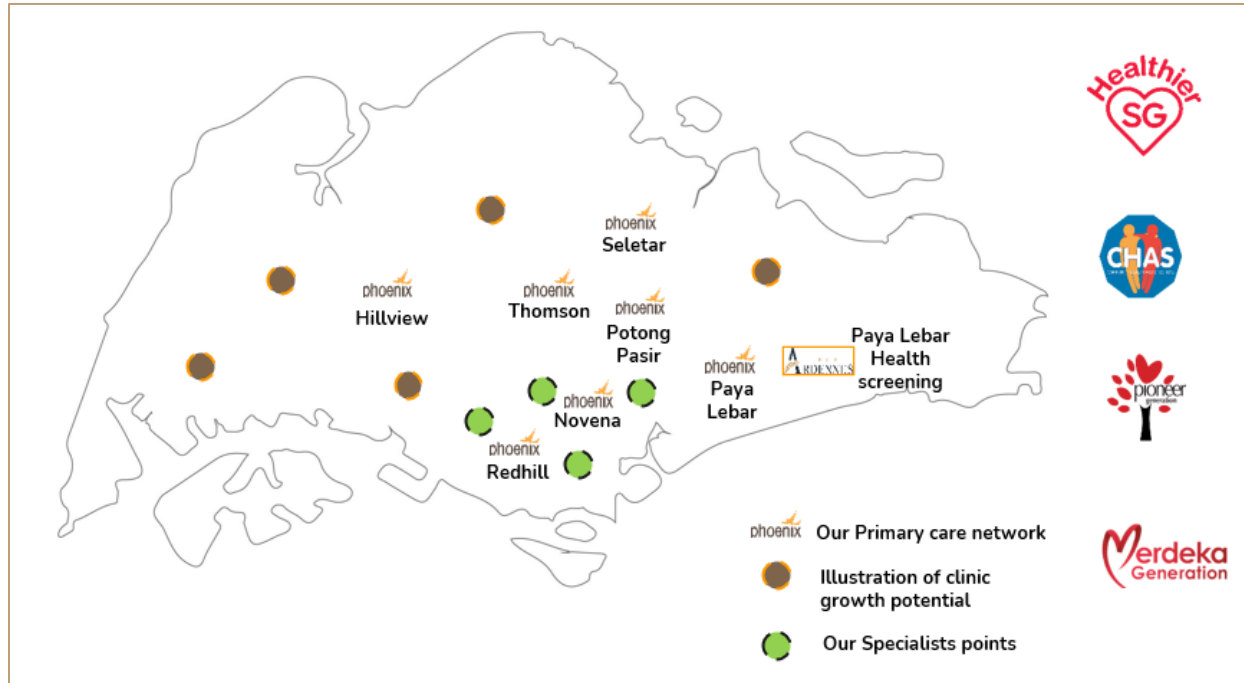 Healthier
SG
phoenix
Seletar
CHAS
phoenix
Hillview
phoenix
Thomson
phoenix
Potong
Pasir
phoenix
Paya
Lebar
ARDENNES
Paya Lebar
Health
screening
pioneer
generation
phoenix
Novena
phoenix
Redhill
phoenix
Our Primary care network
Merdeka
Generation
Illustration of clinic
growth potential
Our Specialists points